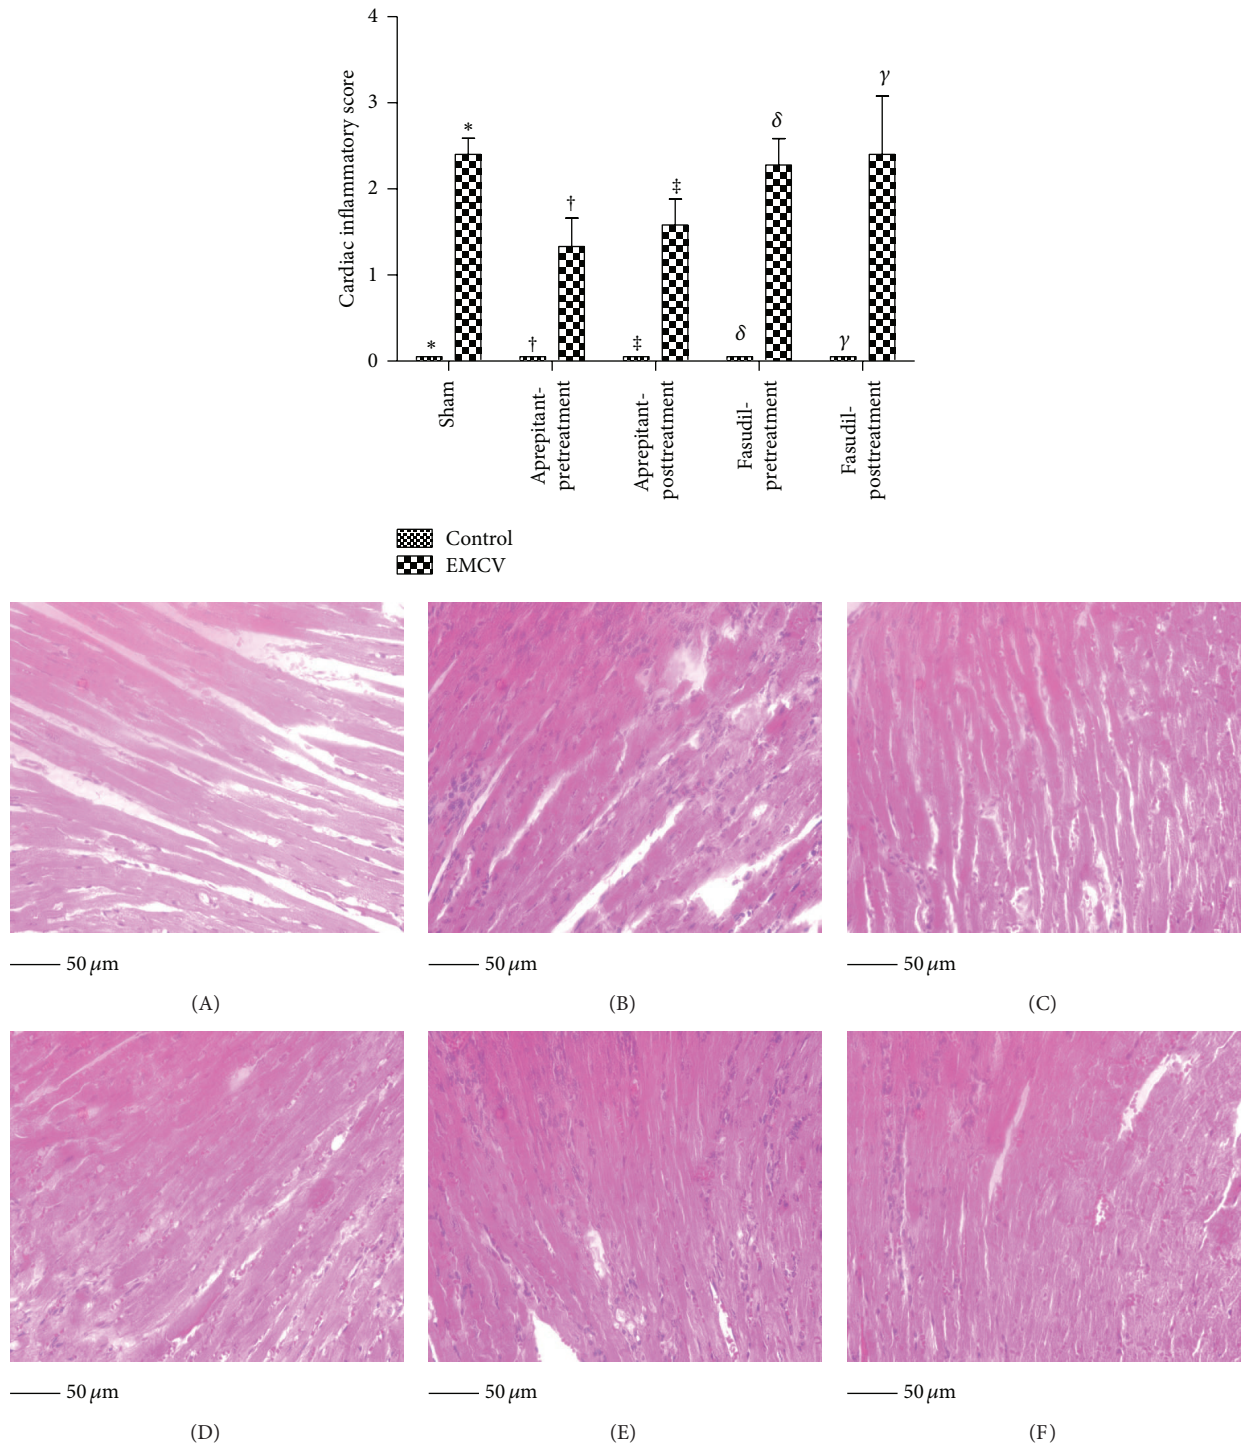 4
3
2
1
0
Cardiac inflammatory score
* * † † ‡ ‡ δ δ γ γ
Sham
Aprepitant-
pretreatment
Aprepitant-
posttreatment
Fasudil-
pretreatment
Fasudil-
posttreatment
Control
EMCV
50 μm
50 μm
50 μm
(A)
(B)
(C)
50 μm
50 μm
50 μm
(D)
(E)
(F)